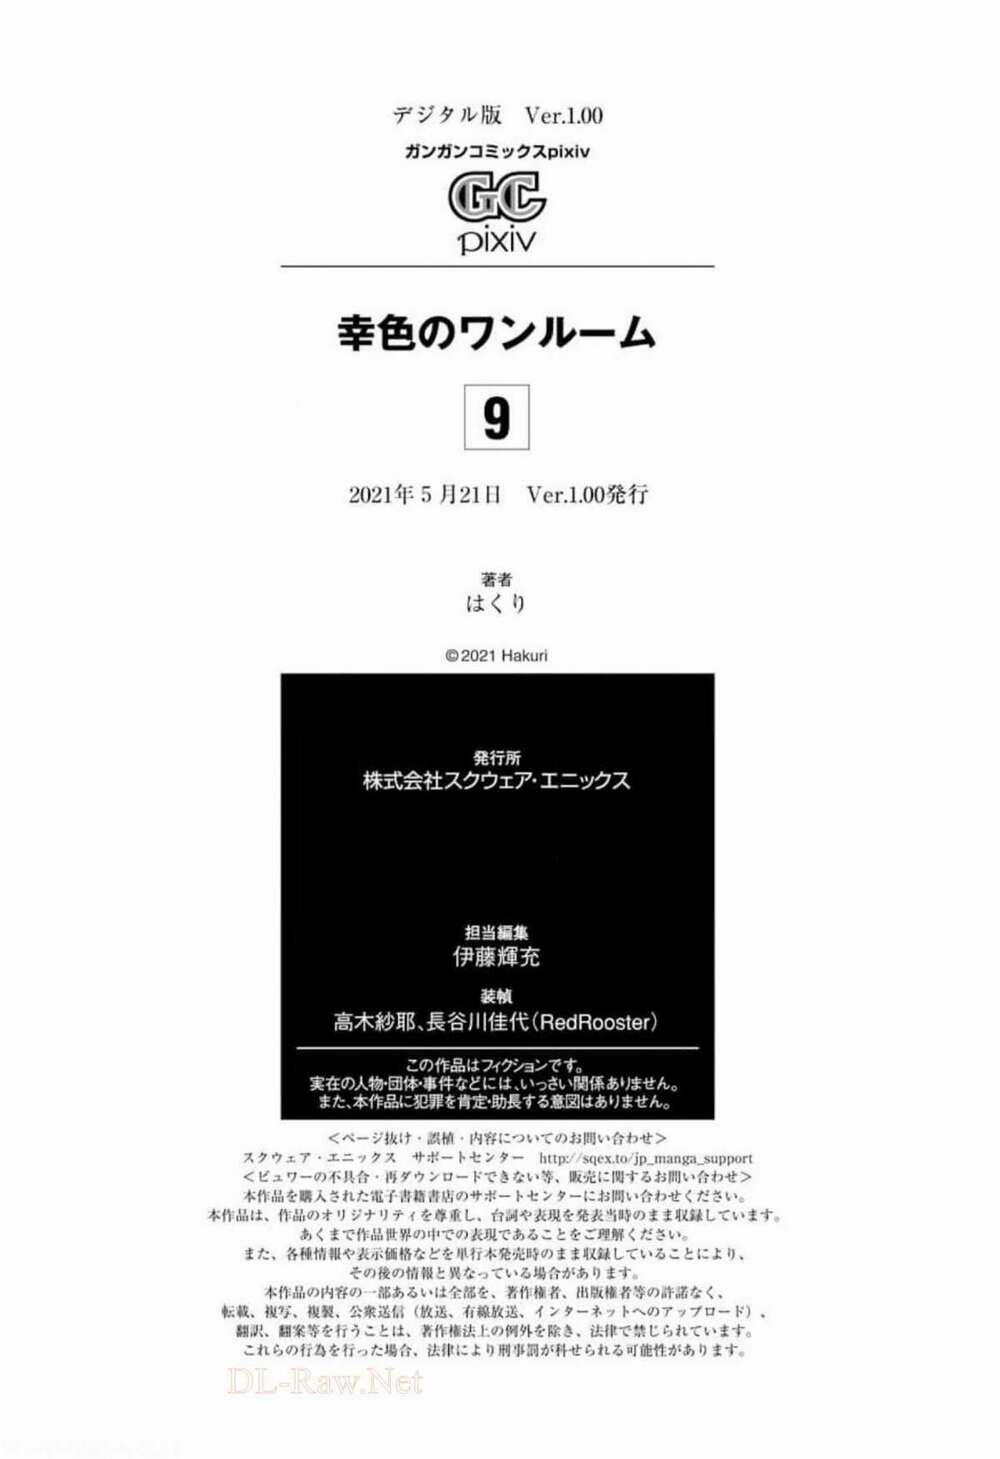 デジタル版　Ver.1.00
ガンガンコミックスpixiv
GC
pixiv
幸色のワンルーム
9
2021年5月21日　Ver.1.00発行
著者
はくり
©2021 Hakuri
発行所
株式会社スクウェア・エニックス
担当編集
伊藤輝充
装幀
高木紗耶、長谷川佳代（RedRooster）
この作品はフィクションです。
実在の人物・団体・事件などには、いっさい関係ありません。
また、本作品に犯罪を肯定・助長する意図はありません。
＜ページ抜け・誤植・内容についてのお問い合わせ＞
スクウェア・エニックス　サポートセンター　http://sqex.to/jp_manga_support
＜ビュワーの不具合・再ダウンロードできない等、販売に関するお問い合わせ＞
本作品を購入された電子書籍書店のサポートセンターにお問い合わせください。
本作品は、作品のオリジナリティを尊重し、台詞や表現を発表当時のまま収録しています。
あくまで作品世界の中での表現であることをご理解ください。
また、各種情報や表示価格などを単行本発売時のまま収録していることにより、
その後の情報と異なっている場合があります。
本作品の内容の一部あるいは全部を、著作権者、出版権者等の許諾なく、
転載、複写、複製、公衆送信（放送、有線放送、インターネットへのアップロード）、
翻訳、翻案等を行うことは、著作権法上の例外を除き、法律で禁じられています。
これらの行為を行った場合、法律により刑事罰が科せられる可能性があります。
DL-Raw.Net